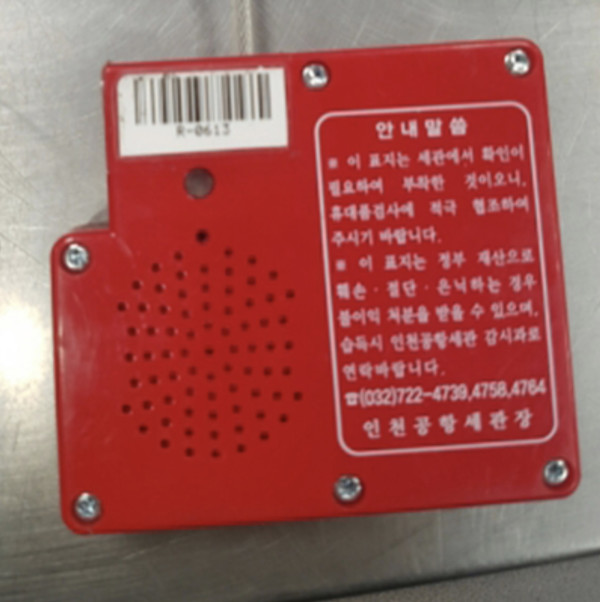 R-0613
안내말씀
※ 이 표지는 세관에서 확인이
필요하여 부착한 것이오니,
휴대품검사에 적극 협조하여
주시기 바랍니다.
※ 이 표지는 정부 재산으로
훼손·절단·은닉하는 경우
불이익 처분을 받을 수 있으며,
습득시 인천공항세관 감시과로
연락바랍니다.
☎(032)722-4739,4758,4764
인천공항세관장